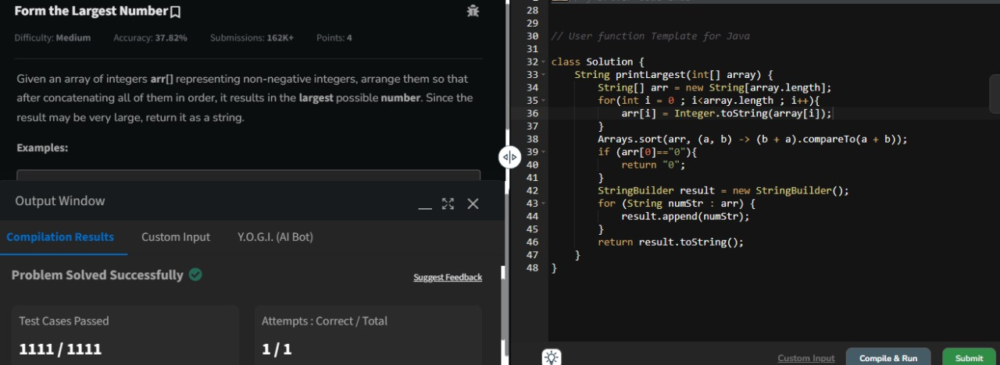 Form the Largest Number
Difficulty: Medium Accuracy: 37.82% Submissions: 162K+ Points: 4
Given an array of integers arr[] representing non-negative integers, arrange them so that
after concatenating all of them in order, it results in the largest possible number. Since the
result may be very large, return it as a string.
Examples:
Output Window
Compilation Results Custom Input Y.O.G.I. (AI Bot)
Problem Solved Successfully
Suggest Feedback
Test Cases Passed
1111 / 1111
Attempts : Correct / Total
1 / 1
28
29
30 // User function Template for Java
31
32 class Solution {
33 String printLargest(int[] array) {
34 String[] arr = new String[array.length];
35 for(int i = 0 ; i<array.length ; i++){
36 arr[i] = Integer.toString(array[i]);
37 }
38 Arrays.sort(arr, (a, b) -> (b + a).compareTo(a + b));
39 if (arr[0]=="0"){
40 return "0";
41 }
42 StringBuilder result = new StringBuilder();
43 for (String numStr : arr) {
44 result.append(numStr);
45 }
46 return result.toString();
47 }
48 }
Custom Input Compile & Run Submit